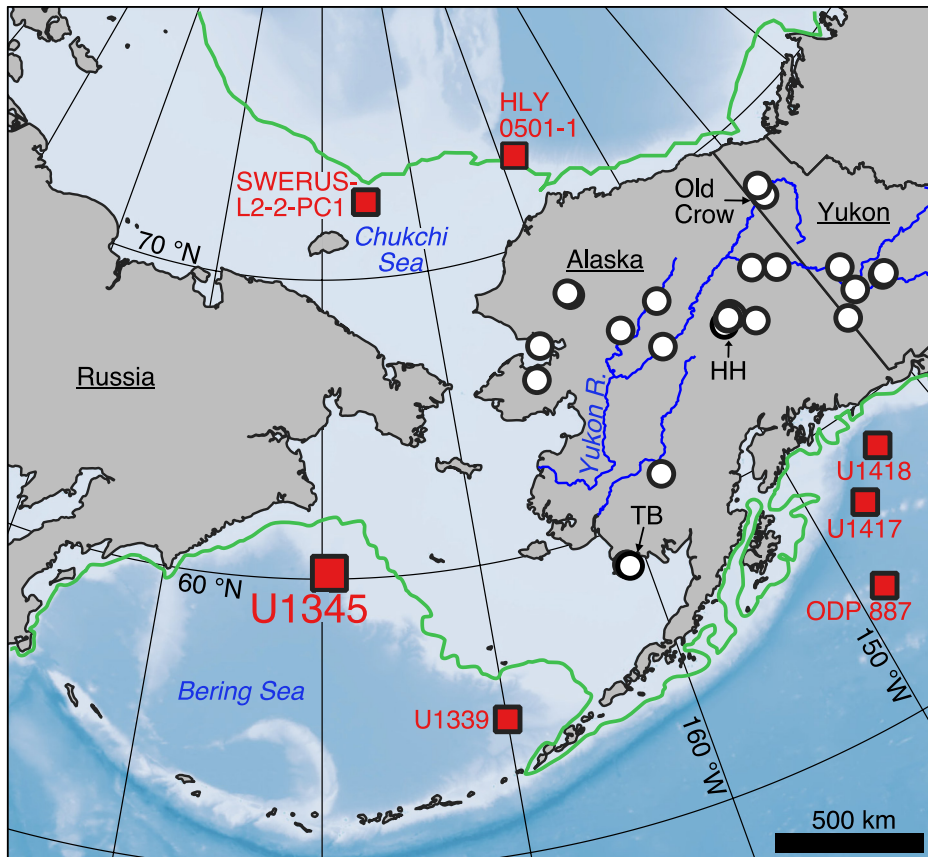 HLY
0501-1
SWERUS-
L2-2-PC1
Old
Crow
Yukon
Chukchi
Sea
70 °N
Alaska
Russia
HH
Yukon R.
U1418
U1417
TB
60 °N
U1345
ODP 887
Bering Sea
U1339
150 °W
160 °W
500 km